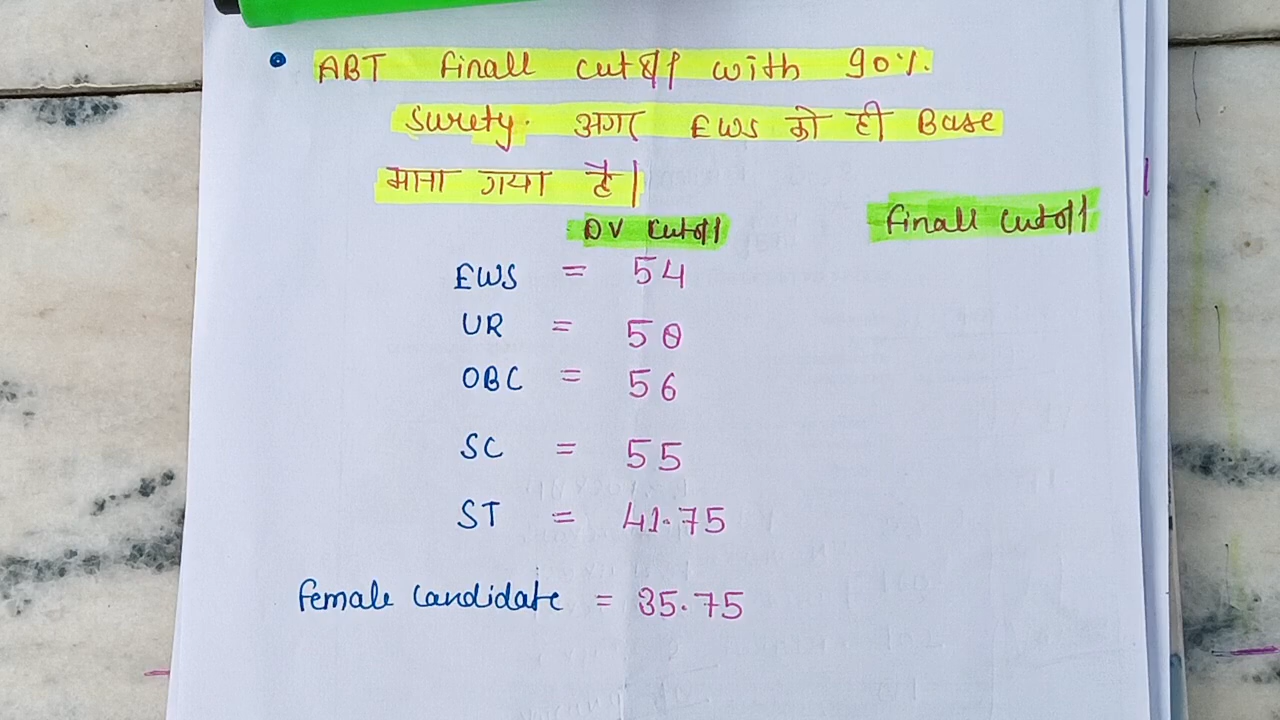 ABT Finall cutoff with 90%.
Surety. अगर EWS को ही Base
माना गया है।
DV cutoff Finall cutoff
EWS = 54
UR = 50
OBC = 56
SC = 55
ST = 41.75
Female candidate = 35.75